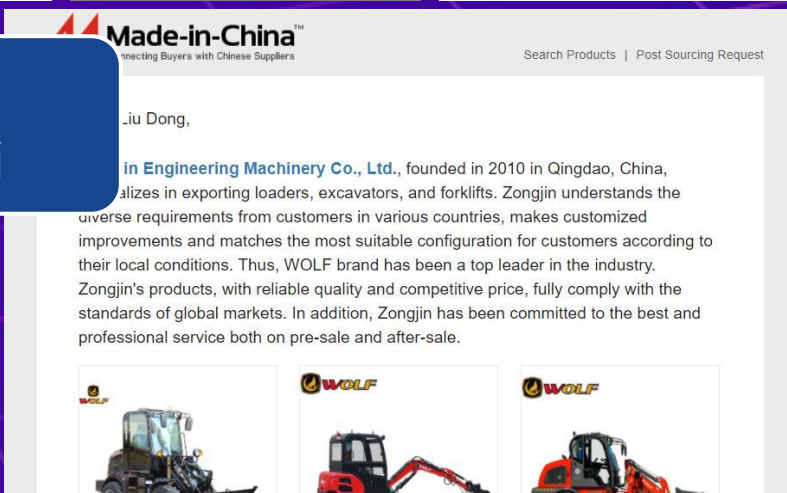 Made-in-China™
Connecting Buyers with Chinese Suppliers
Search Products | Post Sourcing Request
Liu Dong,
in Engineering Machinery Co., Ltd., founded in 2010 in Qingdao, China,
alizes in exporting loaders, excavators, and forklifts. Zongjin understands the
diverse requirements from customers in various countries, makes customized
improvements and matches the most suitable configuration for customers according to
their local conditions. Thus, WOLF brand has been a top leader in the industry.
Zongjin's products, with reliable quality and competitive price, fully comply with the
standards of global markets. In addition, Zongjin has been committed to the best and
professional service both on pre-sale and after-sale.
WOLF
WOLF
WOLF